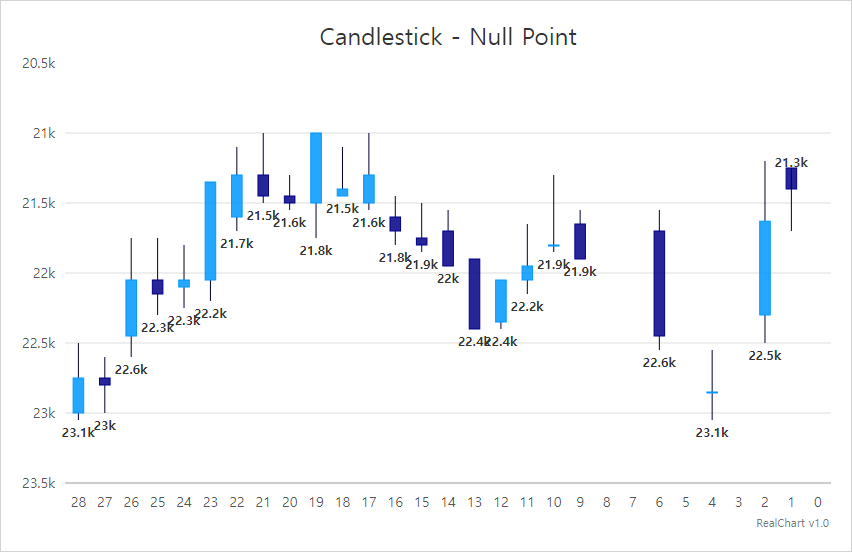 Candlestick - Null Point
20.5k
21k
21.5k
22k
22.5k
23k
23.5k
23.1k
23k
22.6k
22.3k
22.3k
22.2k
21.7k
21.5k
21.6k
21.8k
21.5k
21.6k
21.8k
21.9k
22k
22.4k
22.4k
22.2k
21.9k
21.9k
22.6k
23.1k
22.5k
21.3k
28 27 26 25 24 23 22 21 20 19 18 17 16 15 14 13 12 11 10 9 8 7 6 5 4 3 2 1 0
RealChart v1.0